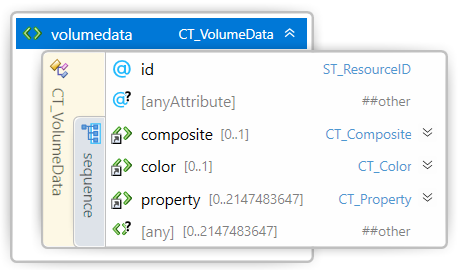 volumedata CT_VolumeData
CT_VolumeData
sequence
@ id ST_ResourceID
@? [anyAttribute] ##other
composite [0..1] CT_Composite
color [0..1] CT_Color
property [0..2147483647] CT_Property
<>? [any] [0..2147483647] ##other